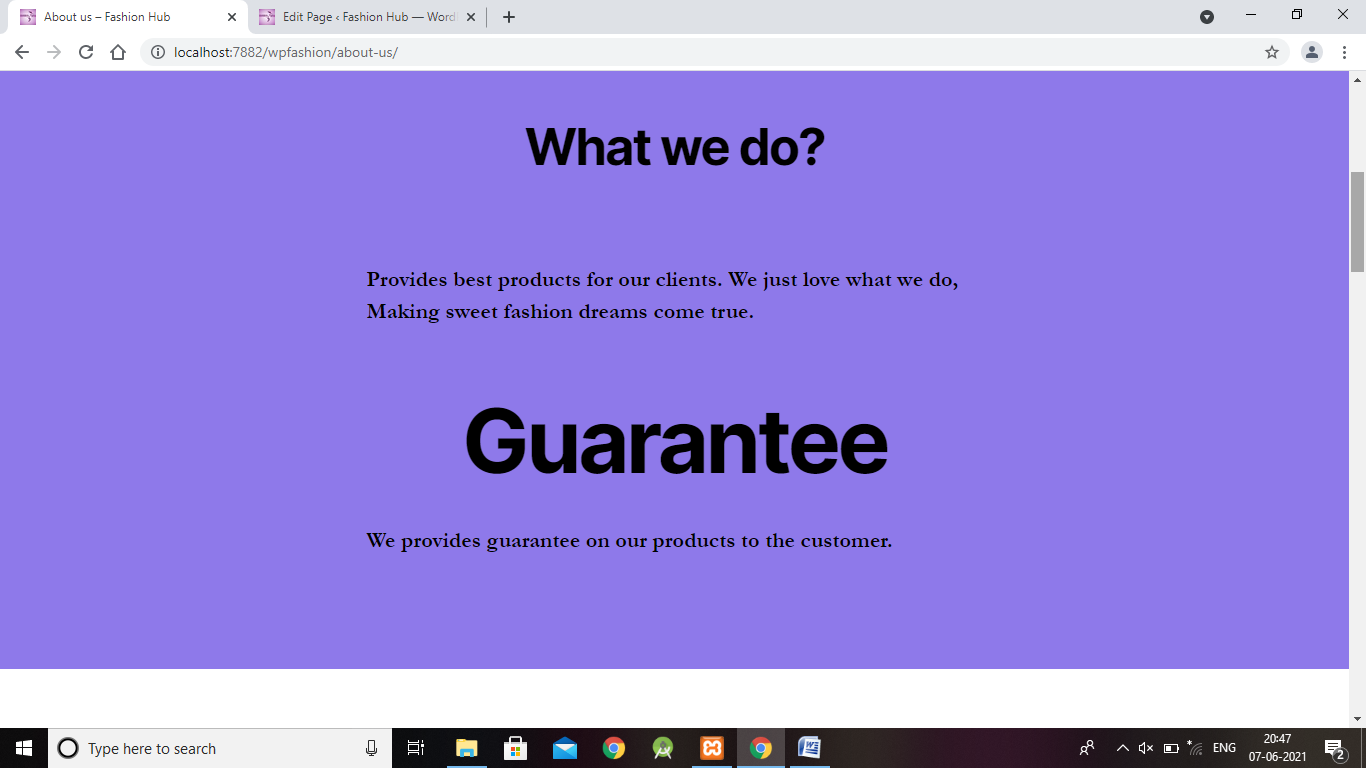 About us – Fashion Hub
Edit Page ‹ Fashion Hub — Word
localhost:7882/wpfashion/about-us/
What we do?
Provides best products for our clients. We just love what we do,
Making sweet fashion dreams come true.
Guarantee
We provides guarantee on our products to the customer.
Type here to search
ENG
20:47
07-06-2021
2